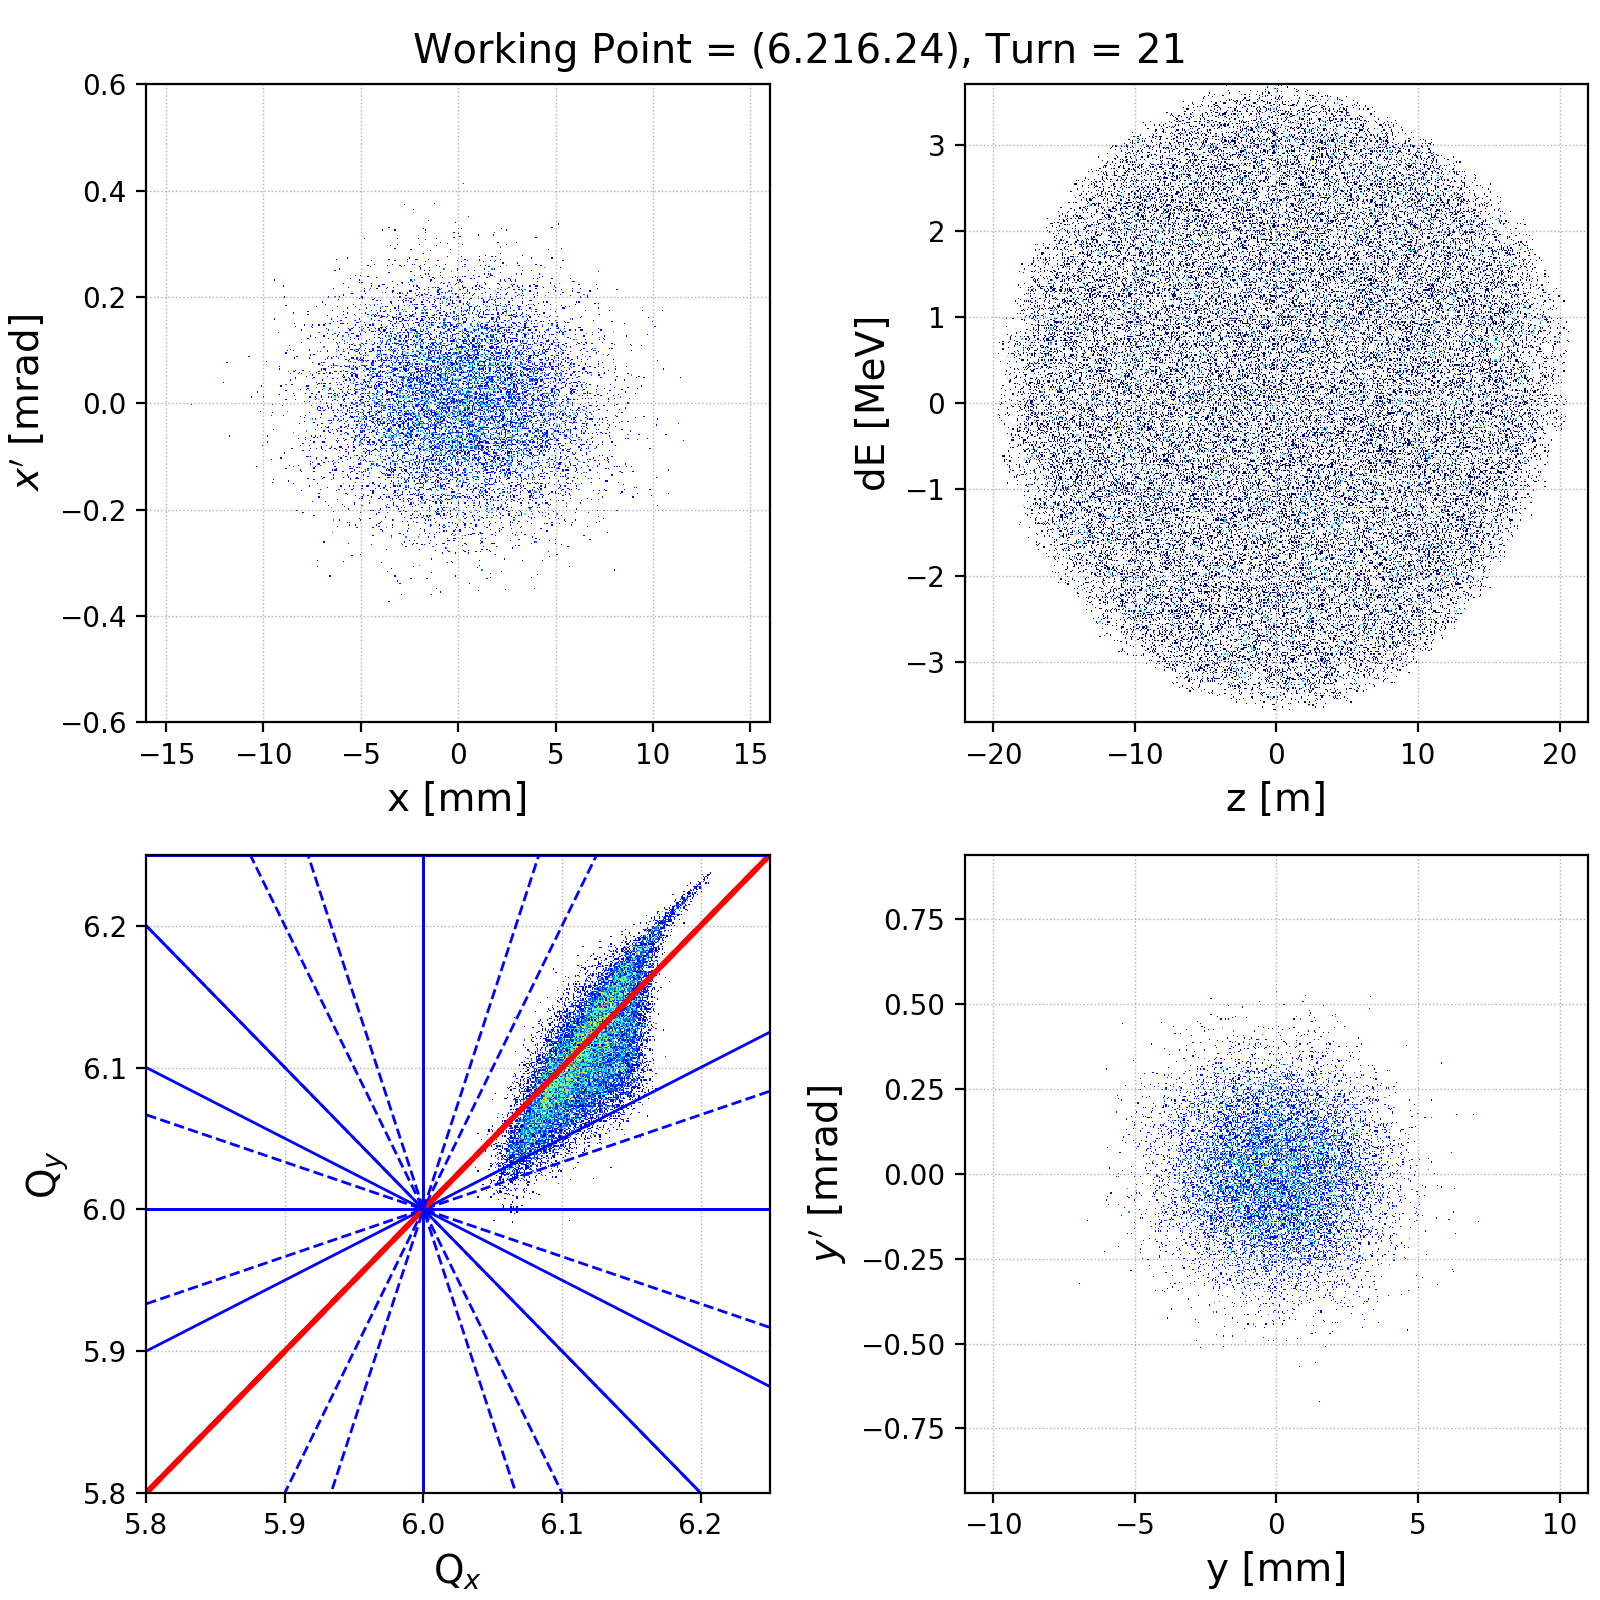 Working Point = (6.216.24), Turn = 21
0.6
0.4
0.2
0.0
−0.2
−0.4
−0.6
x′ [mrad]
−15 −10 −5 0 5 10 15
x [mm]
3
2
1
0
−1
−2
−3
dE [MeV]
−20 −10 0 10 20
z [m]
6.2
6.1
6.0
5.9
5.8
Qy
5.8 5.9 6.0 6.1 6.2
Qx
0.75
0.50
0.25
0.00
−0.25
−0.50
−0.75
y′ [mrad]
−10 −5 0 5 10
y [mm]